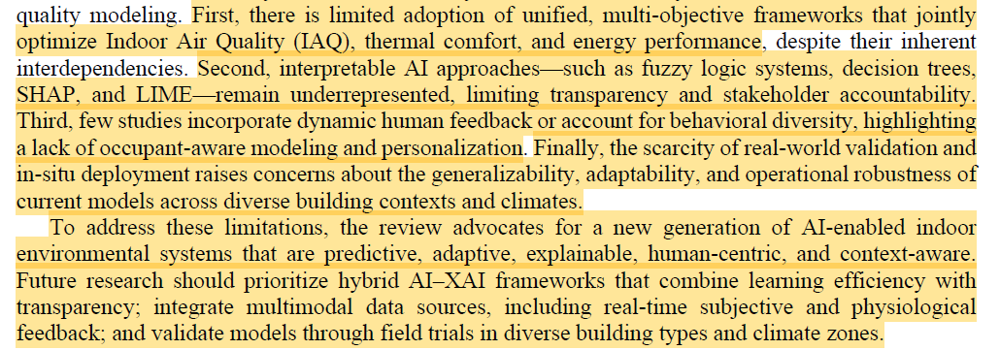 quality modeling. First, there is limited adoption of unified, multi-objective frameworks that jointly
optimize Indoor Air Quality (IAQ), thermal comfort, and energy performance, despite their inherent
interdependencies. Second, interpretable AI approaches—such as fuzzy logic systems, decision trees,
SHAP, and LIME—remain underrepresented, limiting transparency and stakeholder accountability.
Third, few studies incorporate dynamic human feedback or account for behavioral diversity, highlighting
a lack of occupant-aware modeling and personalization. Finally, the scarcity of real-world validation and
in-situ deployment raises concerns about the generalizability, adaptability, and operational robustness of
current models across diverse building contexts and climates.
To address these limitations, the review advocates for a new generation of AI-enabled indoor
environmental systems that are predictive, adaptive, explainable, human-centric, and context-aware.
Future research should prioritize hybrid AI–XAI frameworks that combine learning efficiency with
transparency; integrate multimodal data sources, including real-time subjective and physiological
feedback; and validate models through field trials in diverse building types and climate zones.